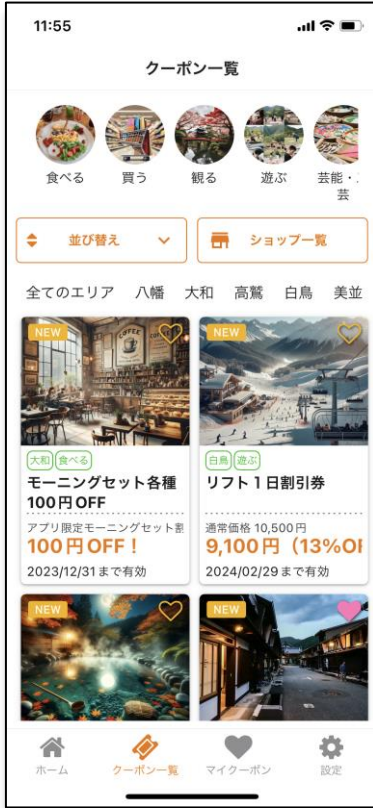 11:55
クーポン一覧
食べる
買う
観る
遊ぶ
芸能・
芸
並び替え
ショップ一覧
全てのエリア
八幡
大和
高鷲
白鳥
美並
NEW
COFFEE
大和
食べる
モーニングセット各種
100円OFF
アプリ限定モーニングセット割
100円OFF！
2023/12/31まで有効
NEW
白鳥
遊ぶ
リフト１日割引券
通常価格 10,500円
9,100円（13%OF
2024/02/29まで有効
NEW
NEW
ホーム
クーポン一覧
マイクーポン
設定